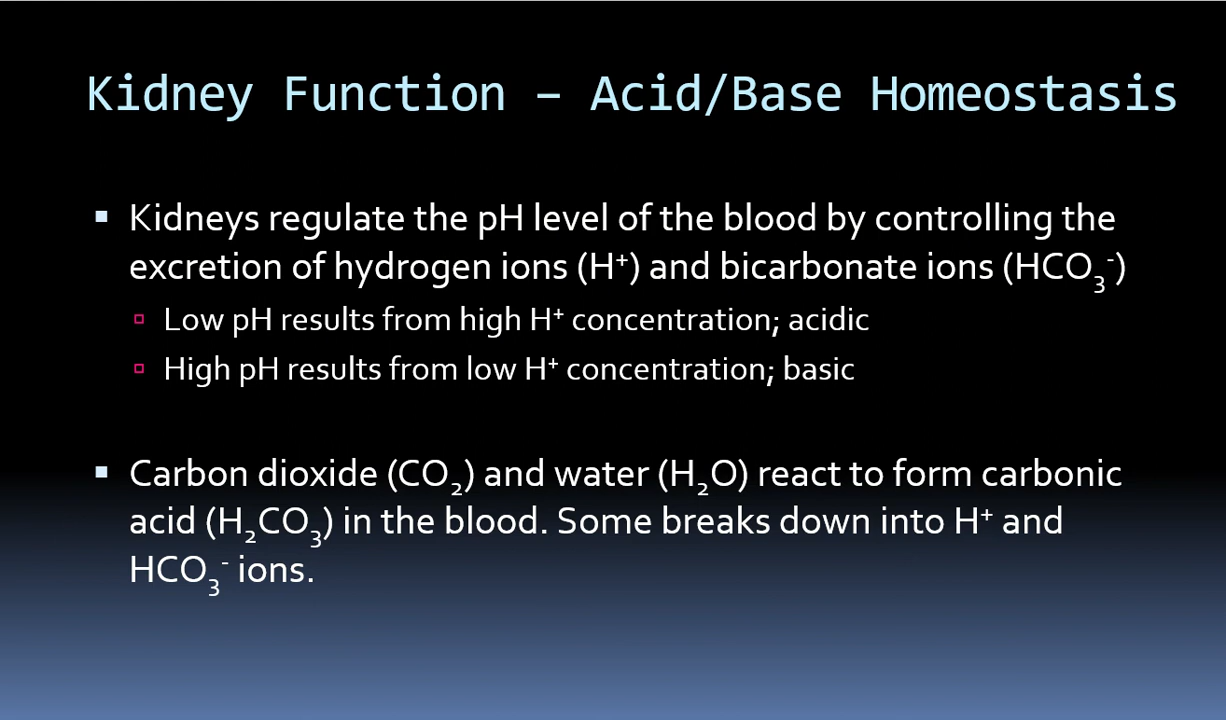 Kidney Function – Acid/Base Homeostasis
Kidneys regulate the pH level of the blood by controlling the
excretion of hydrogen ions (H⁺) and bicarbonate ions (HCO₃⁻)
Low pH results from high H⁺ concentration; acidic
High pH results from low H⁺ concentration; basic
Carbon dioxide (CO₂) and water (H₂O) react to form carbonic
acid (H₂CO₃) in the blood. Some breaks down into H⁺ and
HCO₃⁻ ions.